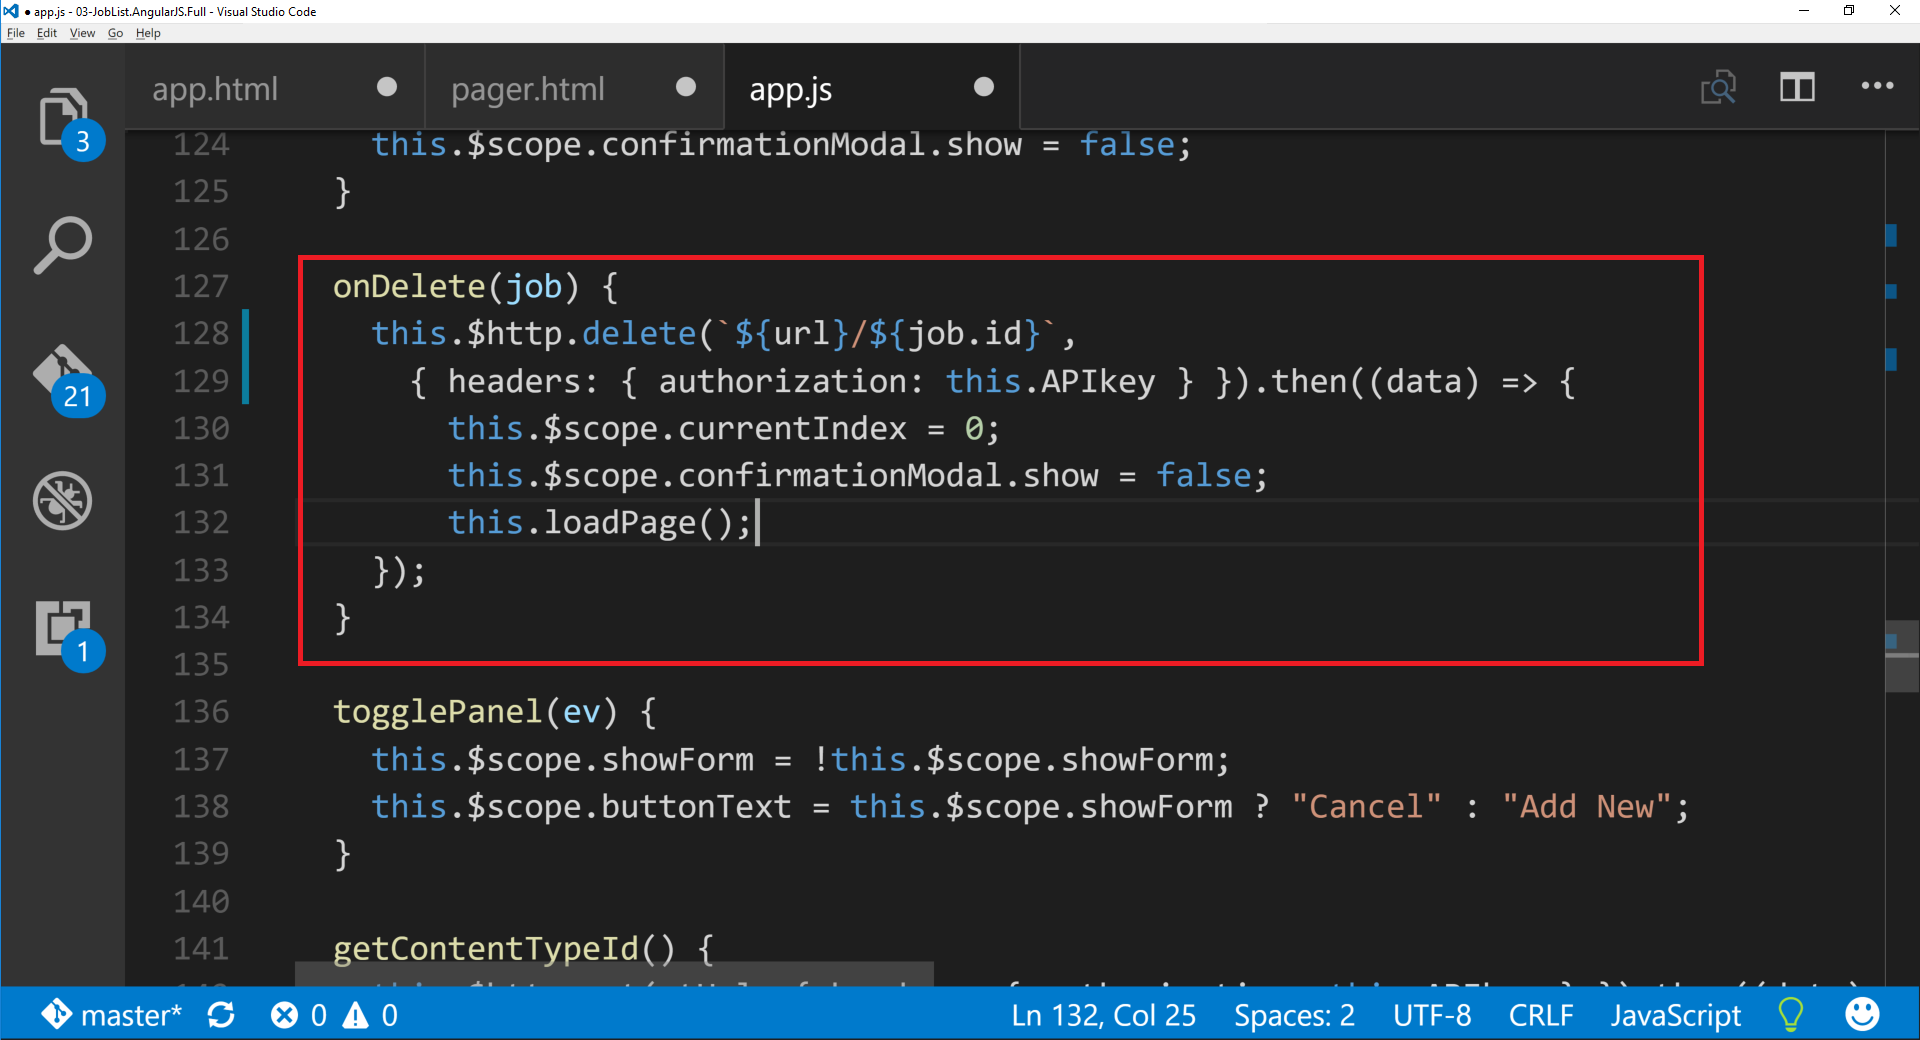 ● app.js - 03-JobList.AngularJS.Full - Visual Studio Code
File Edit View Go Help
app.html
pager.html
app.js
3
21
1
124 this.$scope.confirmationModal.show = false;
125 }
126
127 onDelete(job) {
128 this.$http.delete(`${url}/${job.id}`,
129 { headers: { authorization: this.APIkey } }).then((data) => {
130 this.$scope.currentIndex = 0;
131 this.$scope.confirmationModal.show = false;
132 this.loadPage();
133 });
134 }
135
136 togglePanel(ev) {
137 this.$scope.showForm = !this.$scope.showForm;
138 this.$scope.buttonText = this.$scope.showForm ? "Cancel" : "Add New";
139 }
140
141 getContentTypeId() {
master* 0 0 Ln 132, Col 25 Spaces: 2 UTF-8 CRLF JavaScript